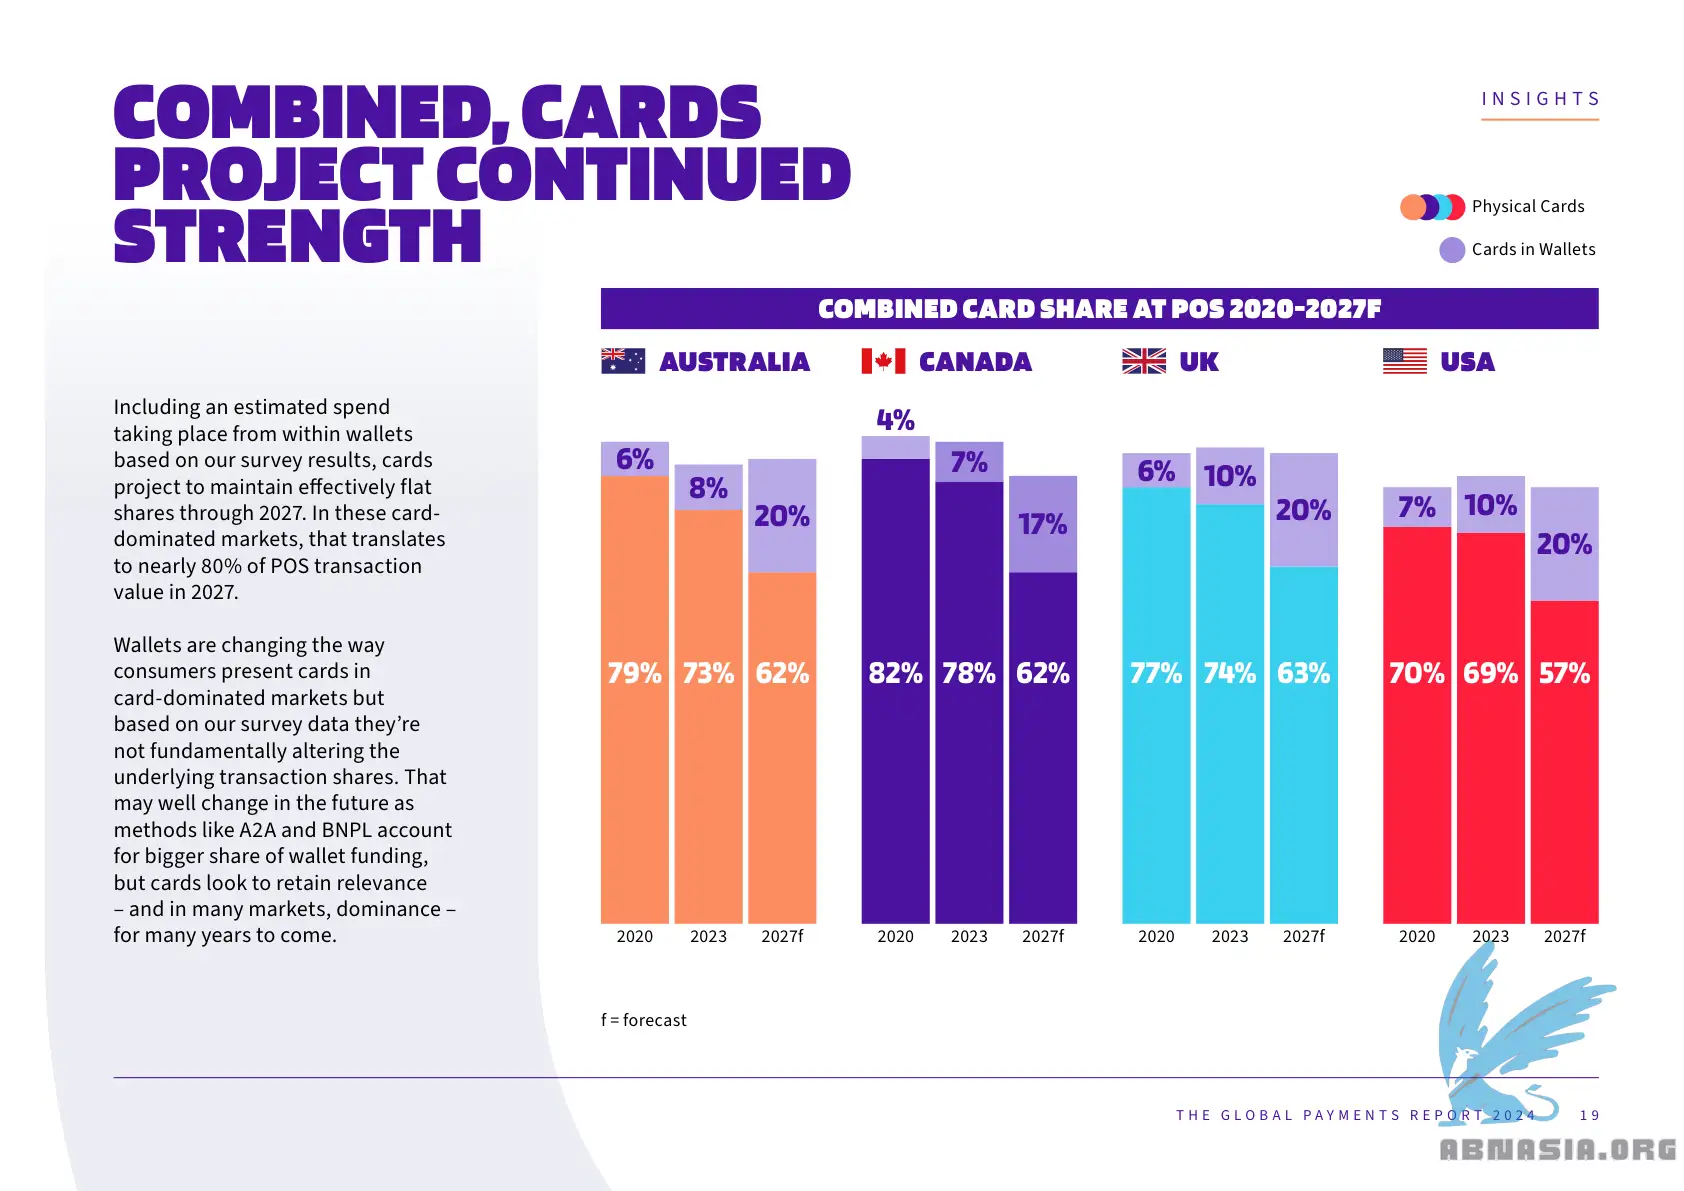 COMBINED, CARDS
PROJECT CONTINUED
STRENGTH
INSIGHTS
Physical Cards
Cards in Wallets
Including an estimated spend
taking place from within wallets
based on our survey results, cards
project to maintain effectively flat
shares through 2027. In these card-
dominated markets, that translates
to nearly 80% of POS transaction
value in 2027.
Wallets are changing the way
consumers present cards in
card-dominated markets but
based on our survey data they’re
not fundamentally altering the
underlying transaction shares. That
may well change in the future as
methods like A2A and BNPL account
for bigger share of wallet funding,
but cards look to retain relevance
– and in many markets, dominance –
for many years to come.
COMBINED CARD SHARE AT POS 2020-2027F
AUSTRALIA
6% 8% 20%
79% 73% 62%
2020 2023 2027f
CANADA
4% 7% 17%
82% 78% 62%
2020 2023 2027f
UK
6% 10% 20%
77% 74% 63%
2020 2023 2027f
USA
7% 10% 20%
70% 69% 57%
2020 2023 2027f
f = forecast
THE GLOBAL PAYMENTS REPORT 2024 19
ABNASIA.ORG